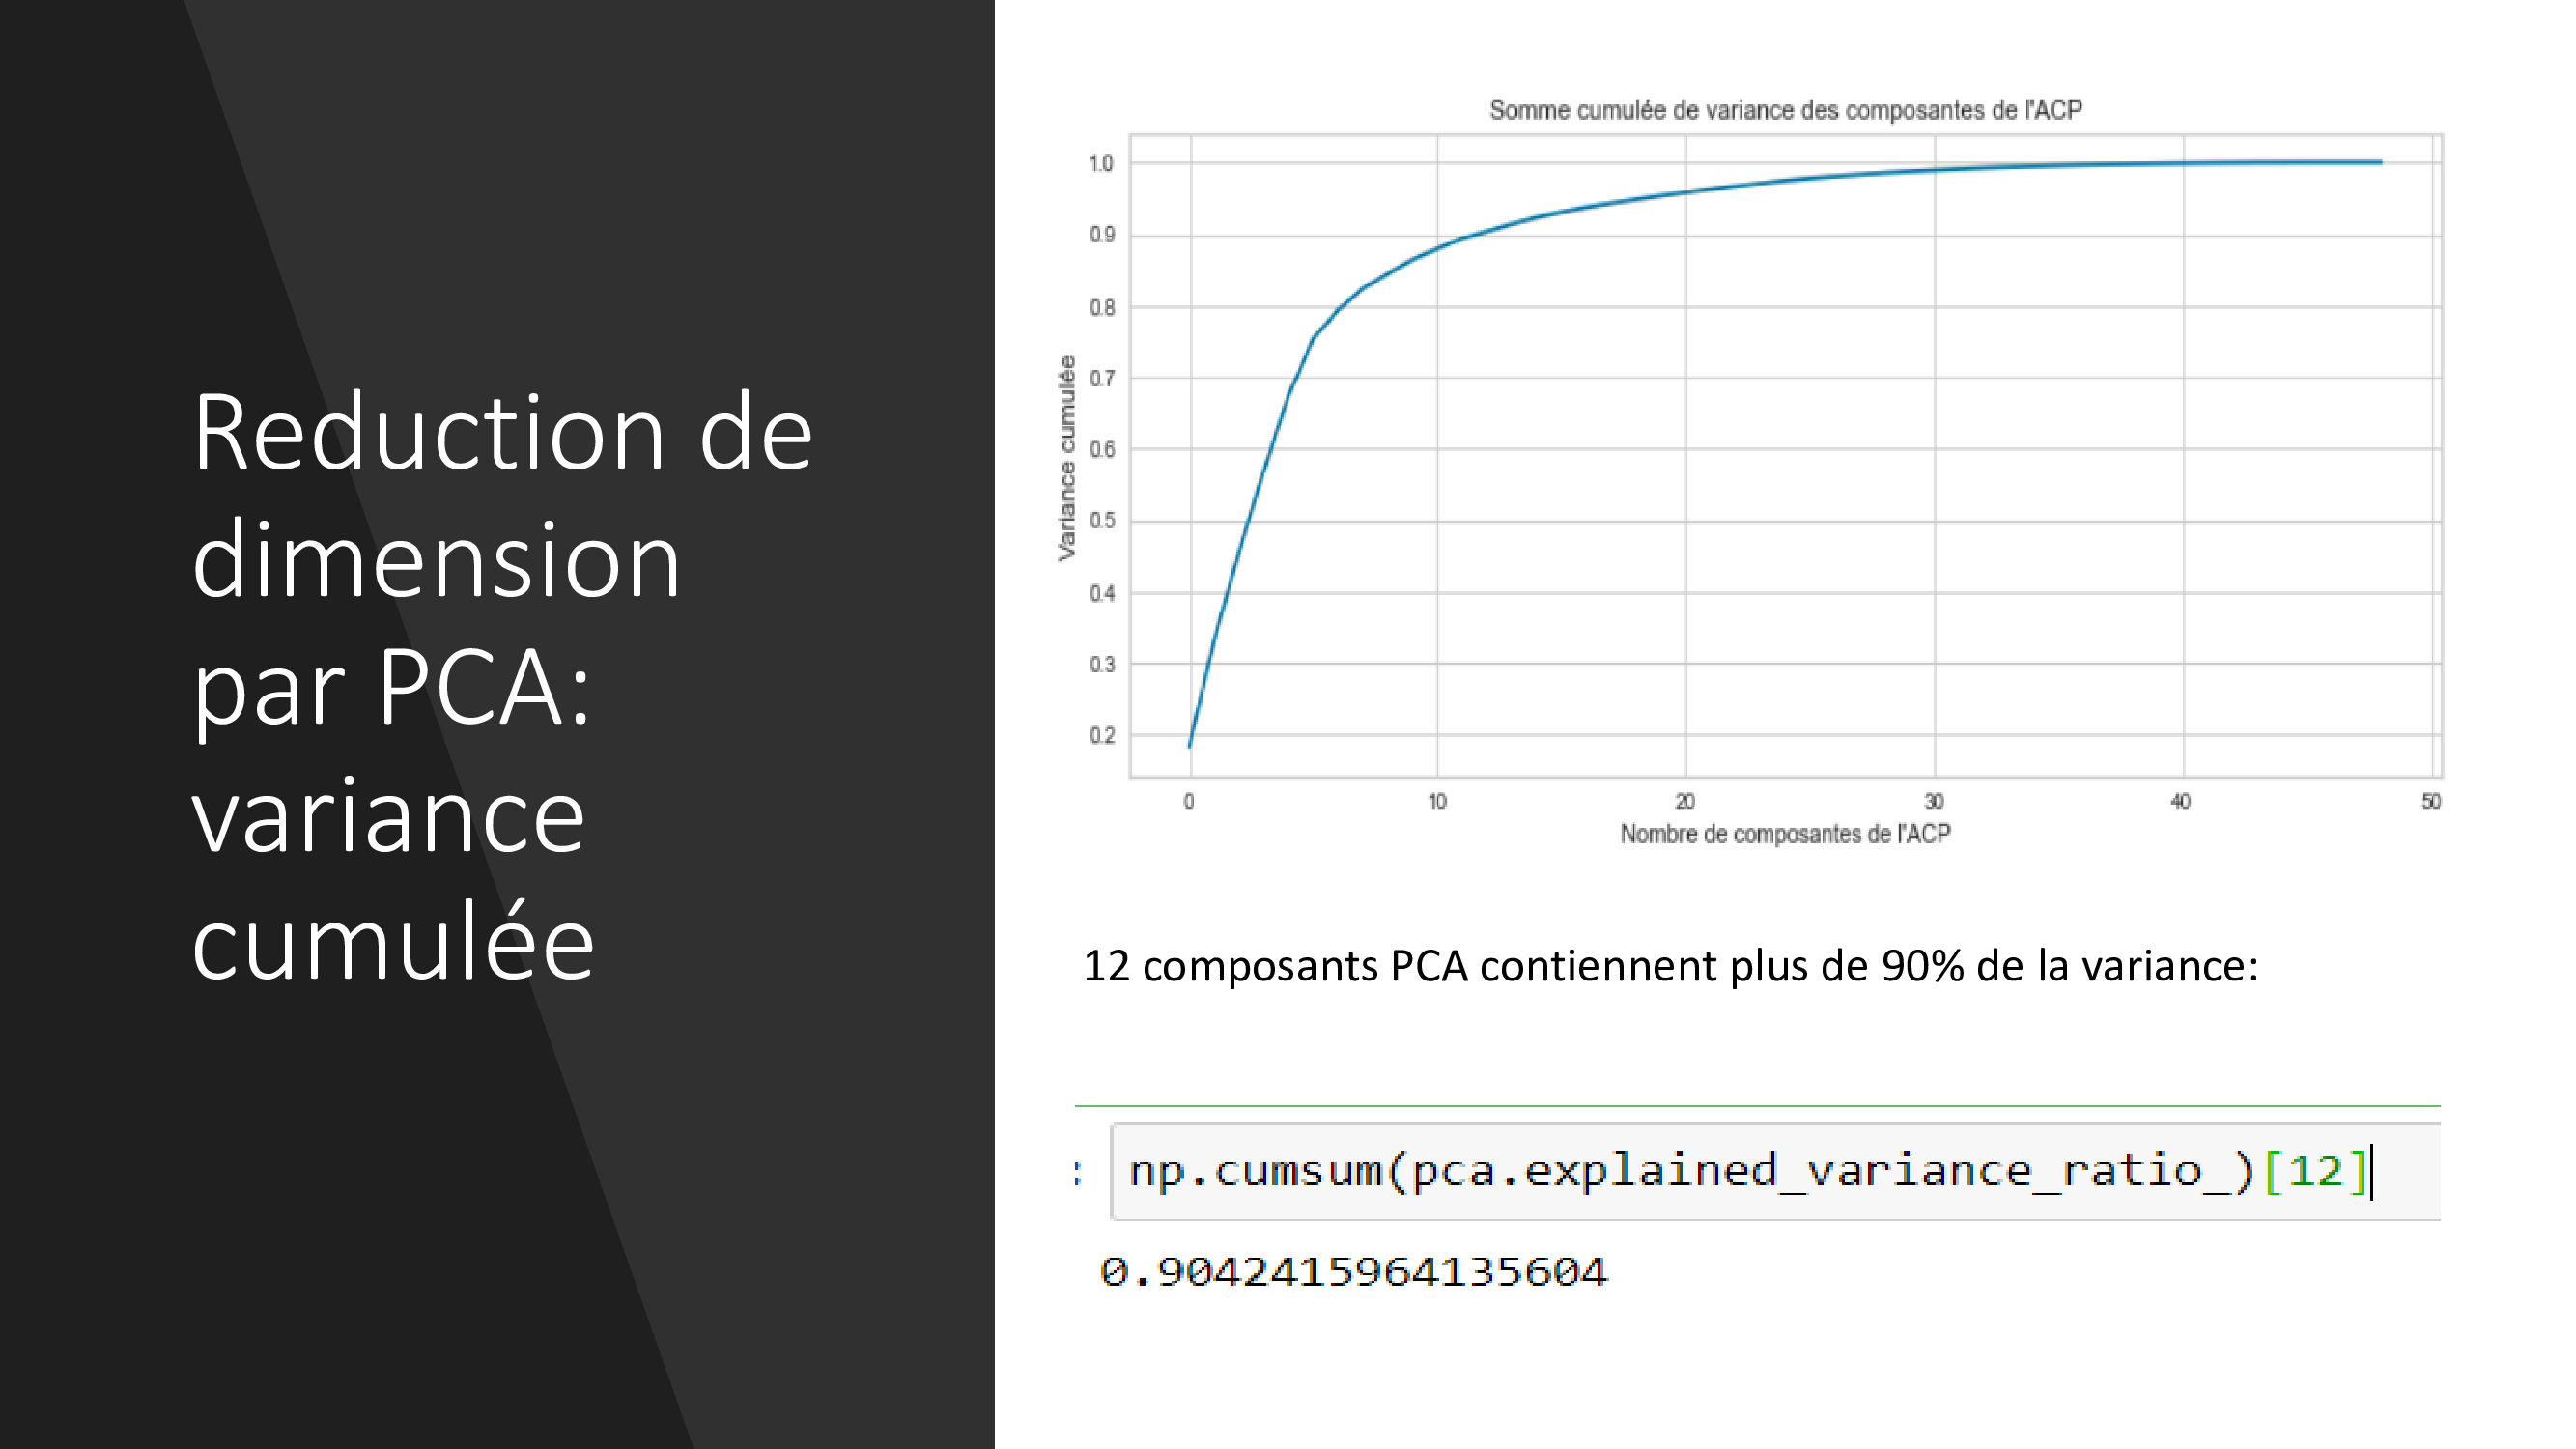 Reduction de
dimension
par PCA:
variance
cumulée
Somme cumulée de variance des composantes de l'ACP
1.0
0.9
0.8
0.7
0.6
0.5
0.4
0.3
0.2
Variance cumulée
0 10 20 30 40 50
Nombre de composantes de l'ACP
12 composants PCA contiennent plus de 90% de la variance:
: np.cumsum(pca.explained_variance_ratio_)[12]
0.9042415964135604